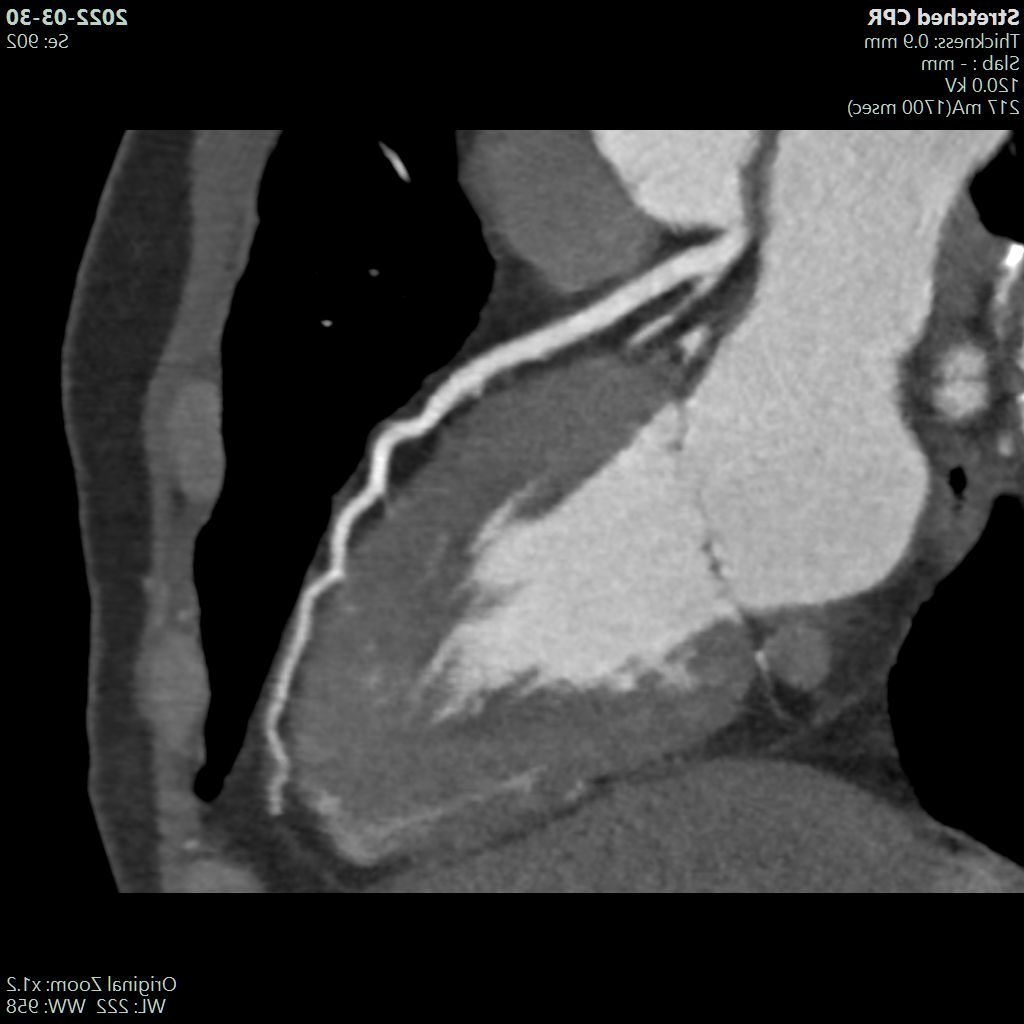 Stretched CPR
Thickness: 0.9 mm
Slab : - mm
120.0 kV
217 mA(1700 msec)
2022-03-30
Se: 902
Original Zoom: x1.2
WL: 222 WW: 958